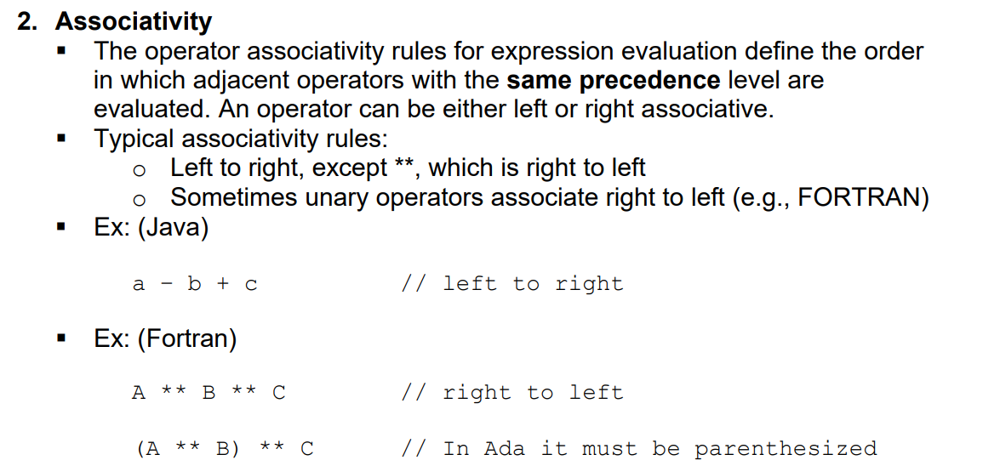 2. Associativity
▪ The operator associativity rules for expression evaluation define the order
in which adjacent operators with the same precedence level are
evaluated. An operator can be either left or right associative.
▪ Typical associativity rules:
o Left to right, except **, which is right to left
o Sometimes unary operators associate right to left (e.g., FORTRAN)
▪ Ex: (Java)
a - b + c // left to right
▪ Ex: (Fortran)
A ** B ** C // right to left
(A ** B) ** C // In Ada it must be parenthesized